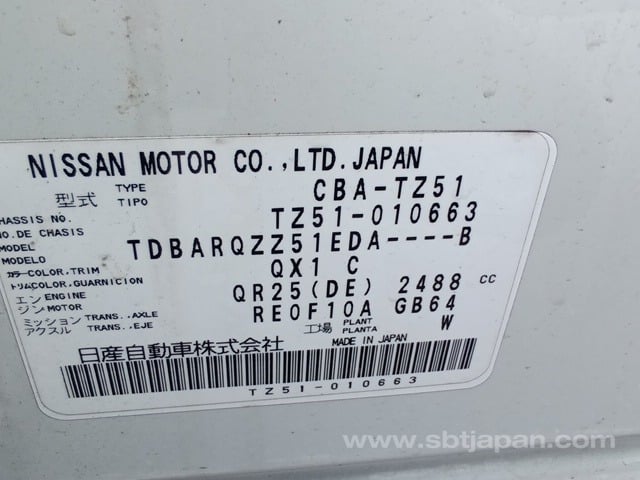 NISSAN MOTOR CO.,LTD.JAPAN
型式 TYPE TIPO CBA-TZ51
CHASSIS NO. NO.DE CHASIS TZ51-010663
MODEL MODELO TDBARQZZ51EDA----B
カラー COLOR,TRIM トリム COLOR,GUARNICION QX1 C
エンジン ENGINE MOTOR QR25(DE) 2488 CC
ミッション TRANS.,AXLE アクスル TRANS.,EJE RE0F10A GB64
工場 PLANT PLANTA W
日産自動車株式会社 MADE IN JAPAN
TZ51-010663
www.sbtjapan.com